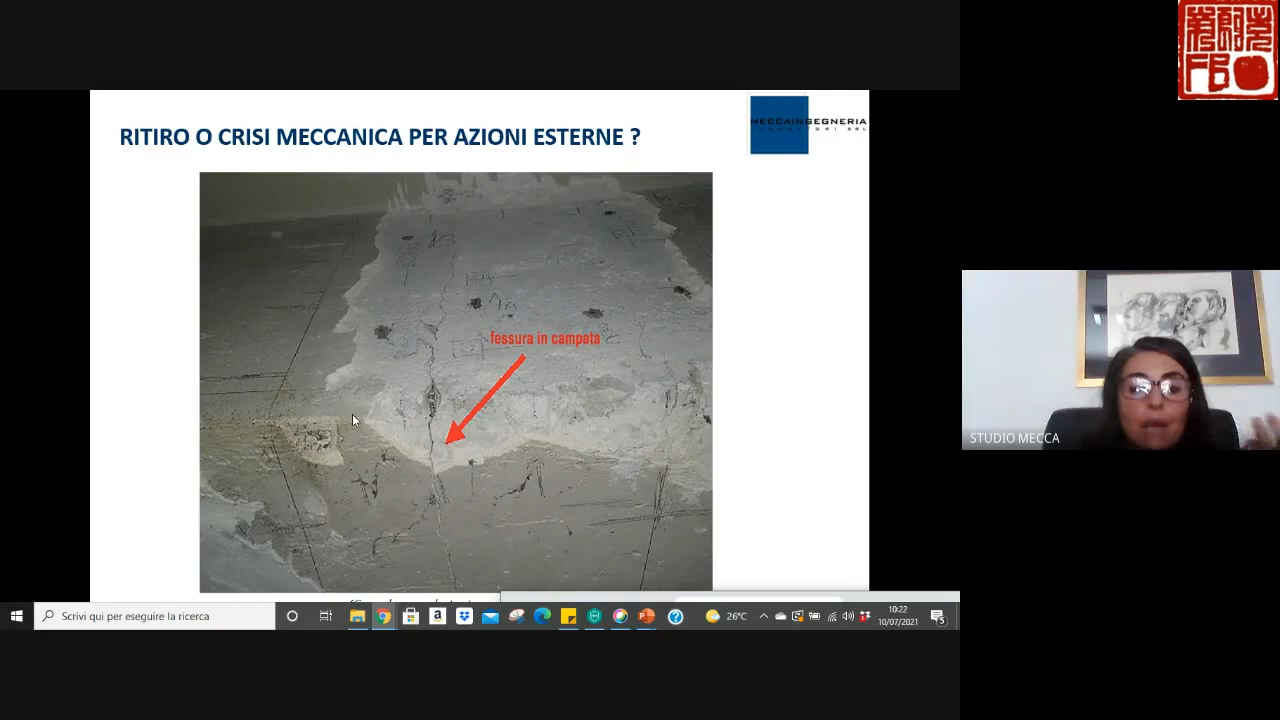 RITIRO O CRISI MECCANICA PER AZIONI ESTERNE ?
MECCAINGEGNERIA
fessura in campata
STUDIO MECCA
Scrivi qui per eseguire la ricerca
26°C
10:22
10/07/2021
5